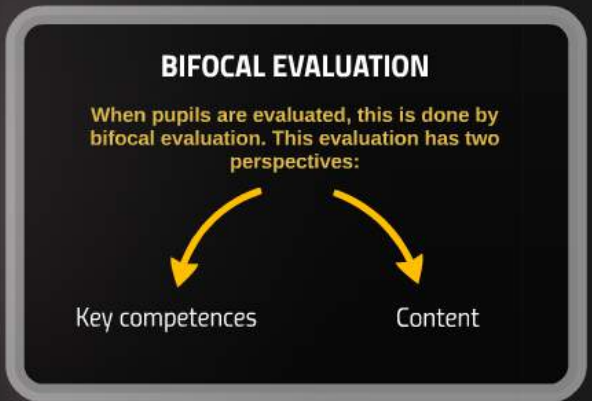 BIFOCAL EVALUATION
When pupils are evaluated, this is done by
bifocal evaluation. This evaluation has two
perspectives:
Key competences
Content